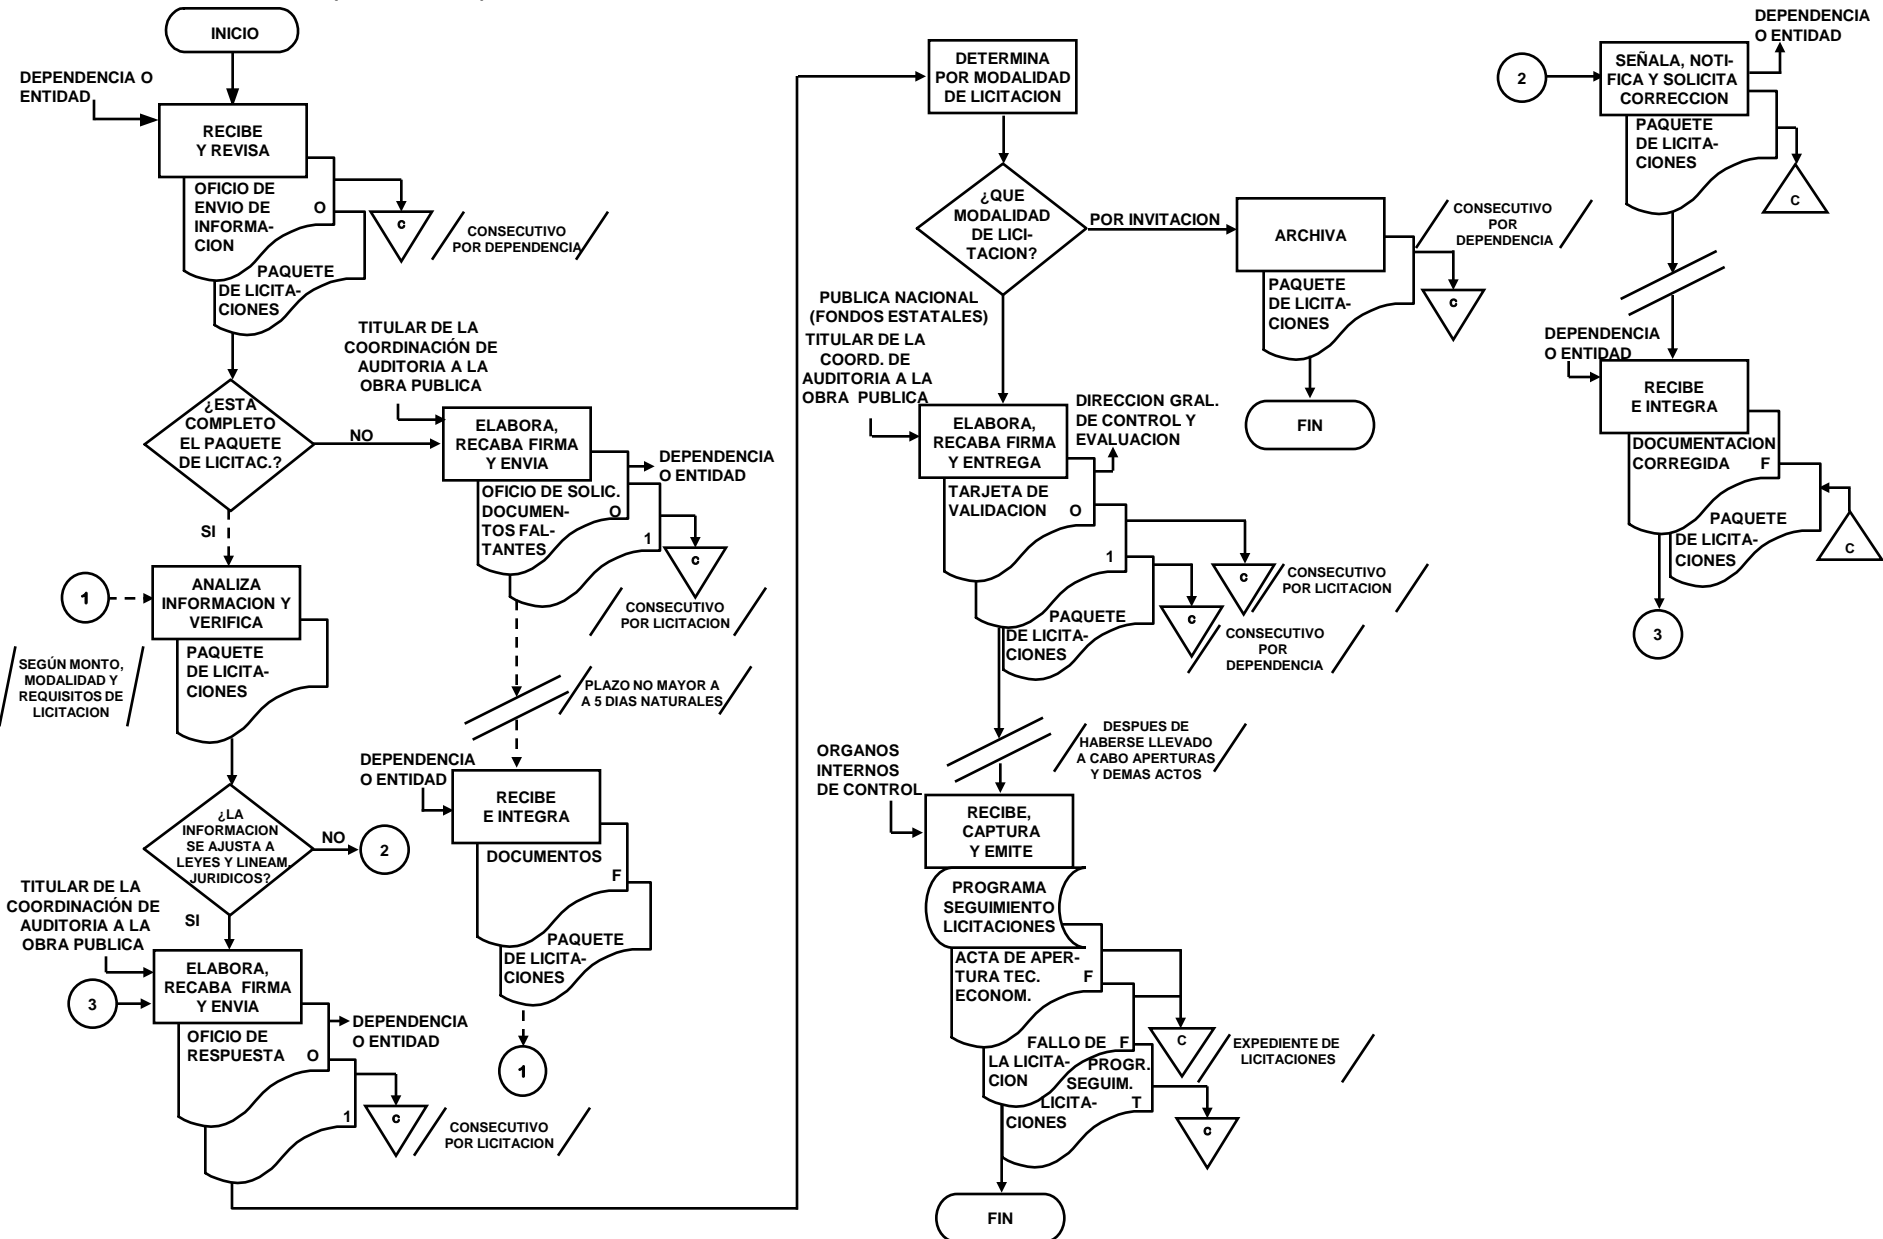 INICIO
DEPENDENCIA O
ENTIDAD
RECIBE
Y REVISA
OFICIO DE
ENVIO DE
INFORMA-
CION
O
C
CONSECUTIVO
POR DEPENDENCIA
PAQUETE
DE LICITA-
CIONES
¿ESTA
COMPLETO
EL PAQUETE
DE LICITAC.?
NO
SI
TITULAR DE LA
COORDINACIÓN DE
AUDITORIA A LA
OBRA PUBLICA
ELABORA,
RECABA FIRMA
Y ENVIA
DEPENDENCIA
O ENTIDAD
OFICIO DE SOLIC.
DOCUMEN-
TOS FAL-
TANTES
O
1
C
CONSECUTIVO
POR LICITACION
PLAZO NO MAYOR A
A 5 DIAS NATURALES
DEPENDENCIA
O ENTIDAD
RECIBE
E INTEGRA
DOCUMENTOS
F
PAQUETE
DE LICITA-
CIONES
1
1
ANALIZA
INFORMACION Y
VERIFICA
PAQUETE
DE LICITA-
CIONES
SEGÚN MONTO,
MODALIDAD Y
REQUISITOS DE
LICITACION
¿LA
INFORMACION
SE AJUSTA A
LEYES Y LINEAM.
JURIDICOS?
NO
2
SI
TITULAR DE LA
COORDINACIÓN DE
AUDITORIA A LA
OBRA PUBLICA
3
ELABORA,
RECABA FIRMA
Y ENVIA
DEPENDENCIA
O ENTIDAD
OFICIO DE
RESPUESTA
O
1
C
CONSECUTIVO
POR LICITACION
DETERMINA
POR MODALIDAD
DE LICITACION
¿QUE
MODALIDAD
DE LICI-
TACION?
POR INVITACION
ARCHIVA
CONSECUTIVO
POR
DEPENDENCIA
PAQUETE
DE LICITA-
CIONES
C
FIN
PUBLICA NACIONAL
(FONDOS ESTATALES)
TITULAR DE LA
COORD. DE
AUDITORIA A LA
OBRA PUBLICA
ELABORA,
RECABA FIRMA
Y ENTREGA
DIRECCION GRAL.
DE CONTROL Y
EVALUACION
TARJETA DE
VALIDACION
O
1
C
CONSECUTIVO
POR LICITACION
PAQUETE
DE LICITA-
CIONES
C
CONSECUTIVO
POR
DEPENDENCIA
DESPUES DE
HABERSE LLEVADO
A CABO APERTURAS
Y DEMAS ACTOS
ORGANOS
INTERNOS
DE CONTROL
RECIBE,
CAPTURA
Y EMITE
PROGRAMA
SEGUIMIENTO
LICITACIONES
ACTA DE APER-
TURA TEC.
ECONOM.
F
FALLO DE
LA LICITA-
CION
F
C
EXPEDIENTE DE
LICITACIONES
PROGR.
SEGUIM.
LICITA-
CIONES
T
C
FIN
2
SEÑALA, NOTI-
FICA Y SOLICITA
CORRECCION
DEPENDENCIA
O ENTIDAD
PAQUETE
DE LICITA-
CIONES
C
DEPENDENCIA
O ENTIDAD
RECIBE
E INTEGRA
DOCUMENTACION
CORREGIDA
F
PAQUETE
DE LICITA-
CIONES
C
3